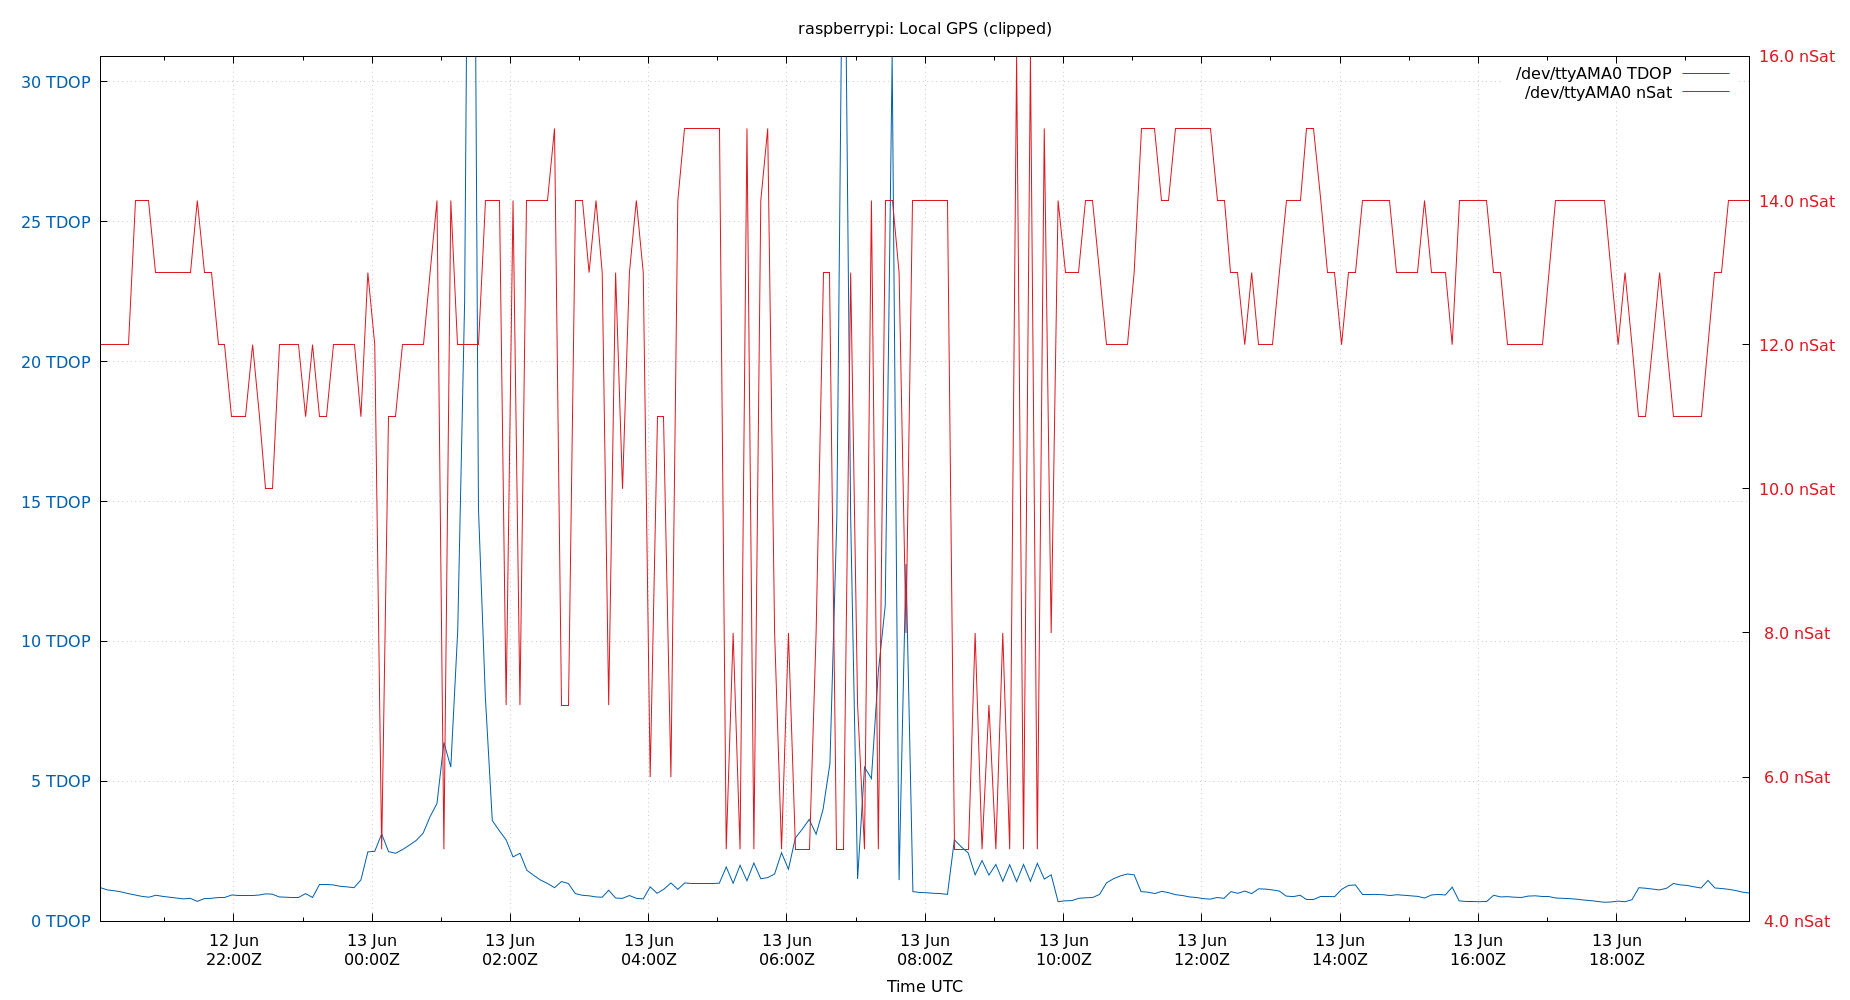 raspberrypi: Local GPS (clipped)
/dev/ttyAMA0 TDOP
/dev/ttyAMA0 nSat
30 TDOP
25 TDOP
20 TDOP
15 TDOP
10 TDOP
5 TDOP
0 TDOP
16.0 nSat
14.0 nSat
12.0 nSat
10.0 nSat
8.0 nSat
6.0 nSat
4.0 nSat
12 Jun
22:00Z
13 Jun
00:00Z
13 Jun
02:00Z
13 Jun
04:00Z
13 Jun
06:00Z
13 Jun
08:00Z
13 Jun
10:00Z
13 Jun
12:00Z
13 Jun
14:00Z
13 Jun
16:00Z
13 Jun
18:00Z
Time UTC